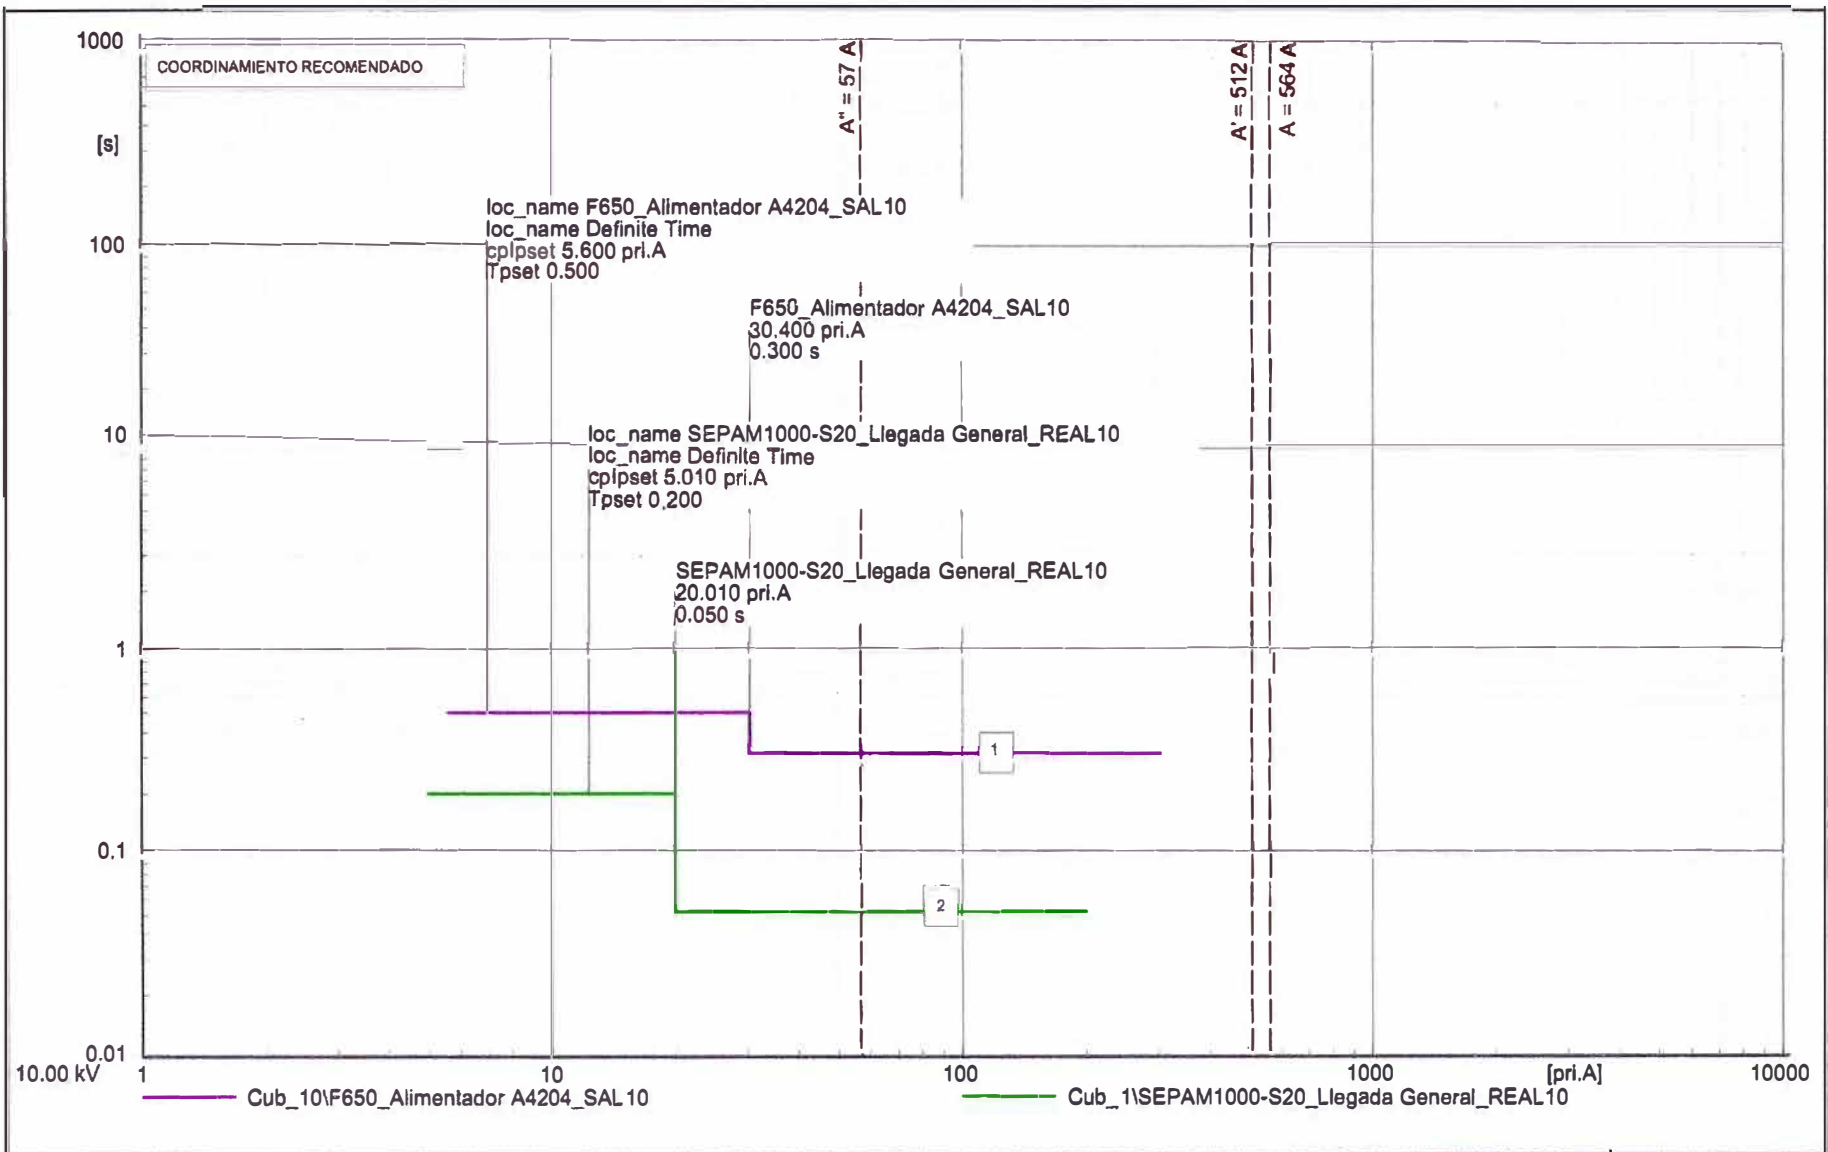 1000
COORDINAMIENTO RECOMENDADO
A" = 57 A
A' = 512 A
A = 564 A
[s]
loc_name F650_Alimentador A4204_SAL10
loc_name Definite Time
cpIpset 5.600 pri.A
Tpset 0.500
100
F650_Alimentador A4204_SAL10
30.400 pri.A
0.300 s
10
loc_name SEPAM1000-S20_Llegada General_REAL10
loc_name Definite Time
cpIpset 5.010 pri.A
Tpset 0.200
SEPAM1000-S20_Llegada General_REAL10
20.010 pri.A
0.050 s
1
1
0.1
2
0.01
10.00 kV
1
10
100
1000
[pri.A]
10000
Cub_10\F650_Alimentador A4204_SAL10
Cub_1\SEPAM1000-S20_Llegada General_REAL10